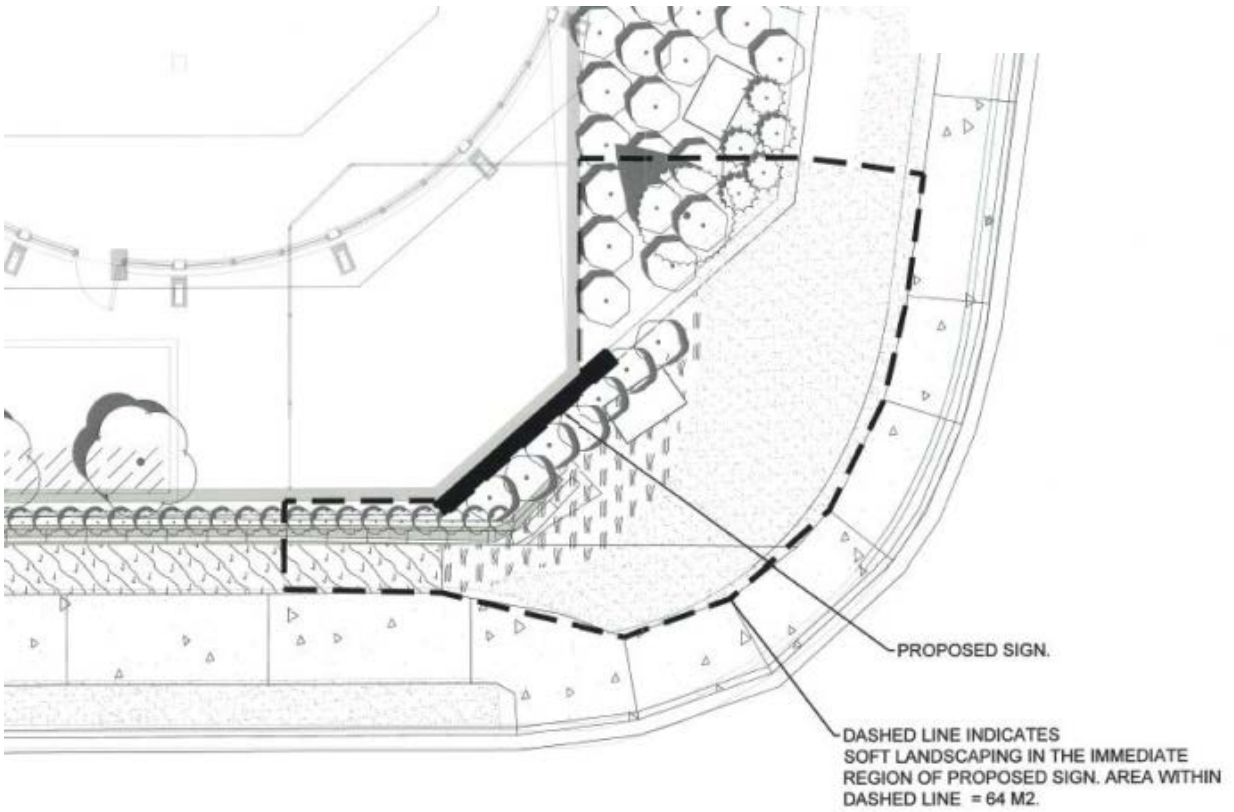 PROPOSED SIGN.
DASHED LINE INDICATES
SOFT LANDSCAPING IN THE IMMEDIATE
REGION OF PROPOSED SIGN. AREA WITHIN
DASHED LINE = 64 M2.